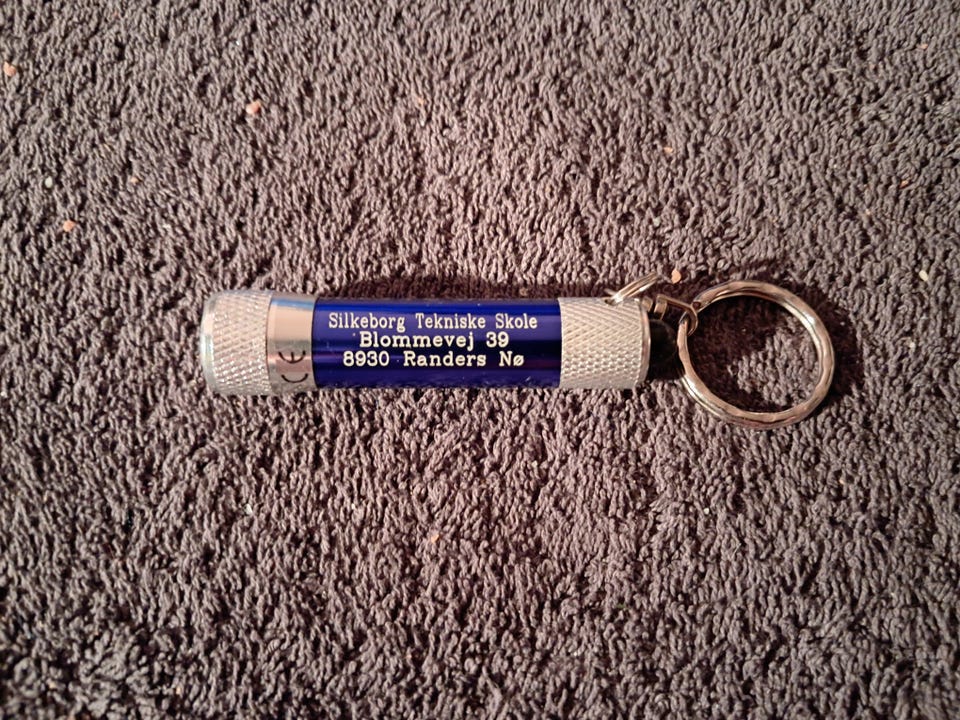 Silkeborg Tekniske Skole
Blommevej 39
8930 Randers Nø
CE